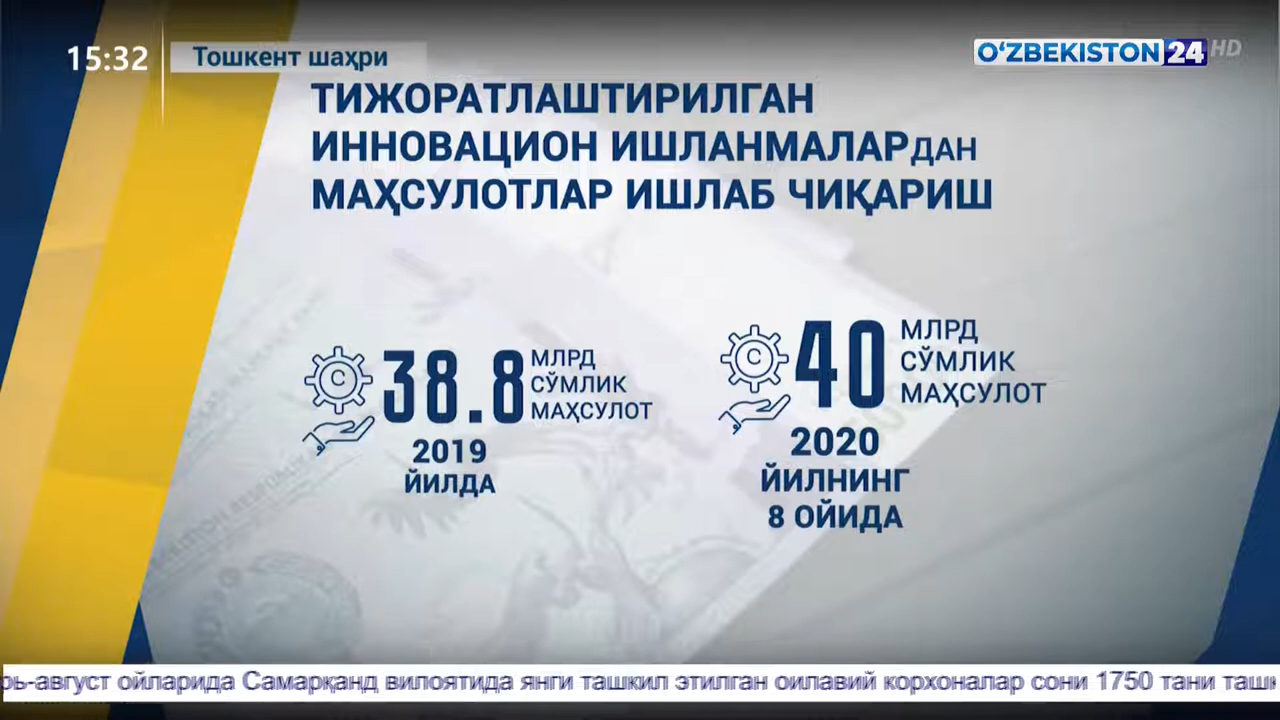 15:32
Тошкент шаҳри
O‘ZBEKISTON 24 HD
ТИЖОРАТЛАШТИРИЛГАН
ИННОВАЦИОН ИШЛАНМАЛАРДАН
МАҲСУЛОТЛАР ИШЛАБ ЧИҚАРИШ
38.8 МЛРД
СЎМЛИК
МАҲСУЛОТ
2019
ЙИЛДА
40 МЛРД
СЎМЛИК
МАҲСУЛОТ
2020
ЙИЛНИНГ
8 ОЙИДА
-август ойларида Самарқанд вилоятида янги ташкил этилган оилавий корхоналар сони 1750 тани